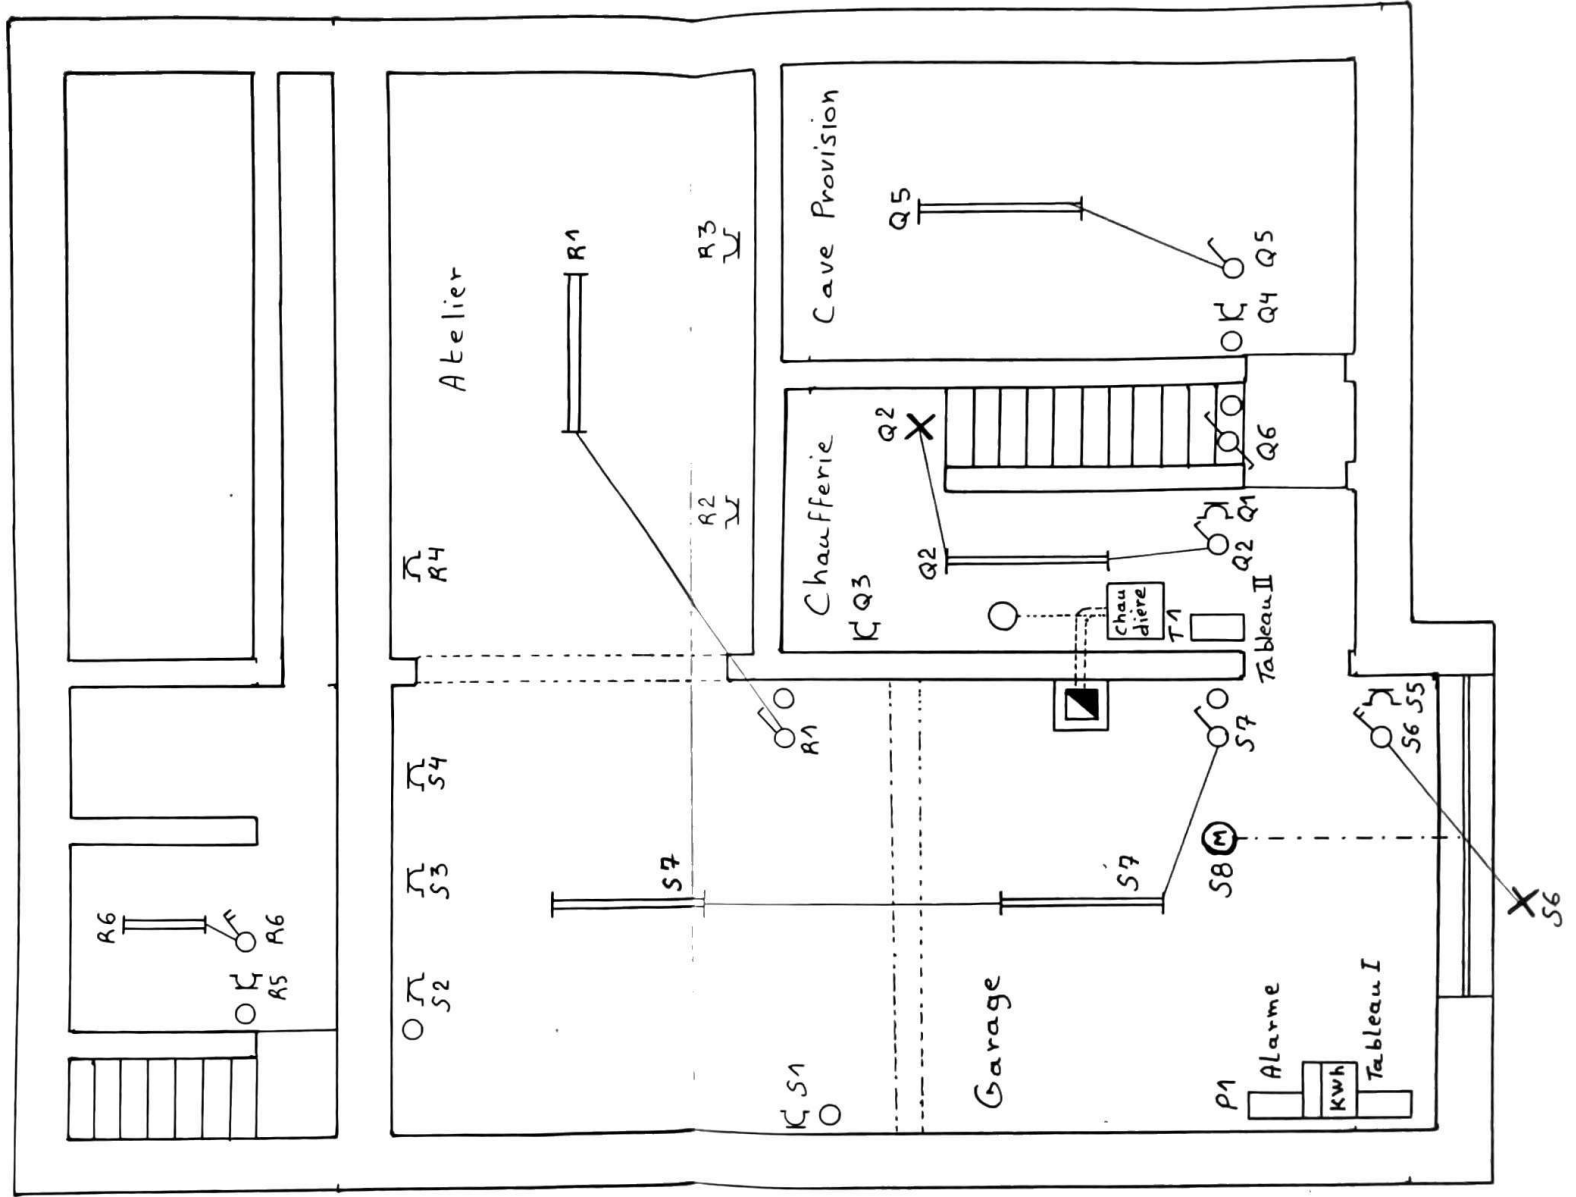 Atelier
R1
R3
R2
R4
R1
Cave Provision
Q5
Q5
Q4
Chaufferie
Q2
Q6
Q2
Q1
Q2
Q3
Chau
dière
T1
Tableau II
S4
S3
S2
S7
S7
S7
S5
S6
S6
M
S8
R6
R6
R5
S1
Garage
P1
Alarme
KWh
Tableau I